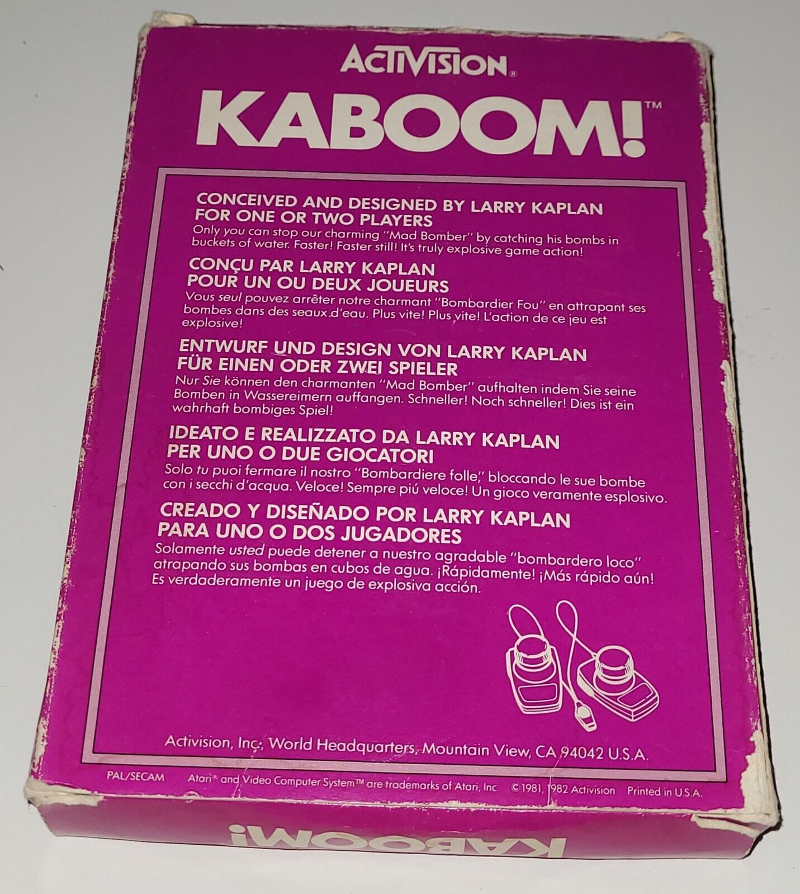 ACTIVISION®
KABOOM!™
CONCEIVED AND DESIGNED BY LARRY KAPLAN
FOR ONE OR TWO PLAYERS
Only you can stop our charming "Mad Bomber" by catching his bombs in
buckets of water. Faster! Faster still! It's truly explosive game action!
CONÇU PAR LARRY KAPLAN
POUR UN OU DEUX JOUEURS
Vous seul pouvez arrêter notre charmant "Bombardier Fou" en attrapant ses
bombes dans des seaux d'eau. Plus vite! Plus vite! L'action de ce jeu est
explosive!
ENTWURF UND DESIGN VON LARRY KAPLAN
FÜR EINEN ODER ZWEI SPIELER
Nur Sie können den charmanten "Mad Bomber" aufhalten indem Sie seine
Bomben in Wassereimern auffangen. Schneller! Noch schneller! Dies ist ein
wahrhaft bombiges Spiel!
IDEATO E REALIZZATO DA LARRY KAPLAN
PER UNO O DUE GIOCATORI
Solo tu puoi fermare il nostro "Bombardiere folle," bloccando le sue bombe
con i secchi d'acqua. Veloce! Sempre piú veloce! Un gioco veramente esplosivo.
CREADO Y DISEÑADO POR LARRY KAPLAN
PARA UNO O DOS JUGADORES
Solamente usted puede detener a nuestro agradable "bombardero loco"
atrapando sus bombas en cubos de agua. ¡Rápidamente! ¡Más rápido aún!
Es verdaderamente un juego de explosiva acción.
Activision, Inc., World Headquarters, Mountain View, CA 94042 U.S.A.
PAL/SECAM Atari® and Video Computer System™ are trademarks of Atari, Inc. © 1981, 1982 Activision Printed in U.S.A.
KABOOM!